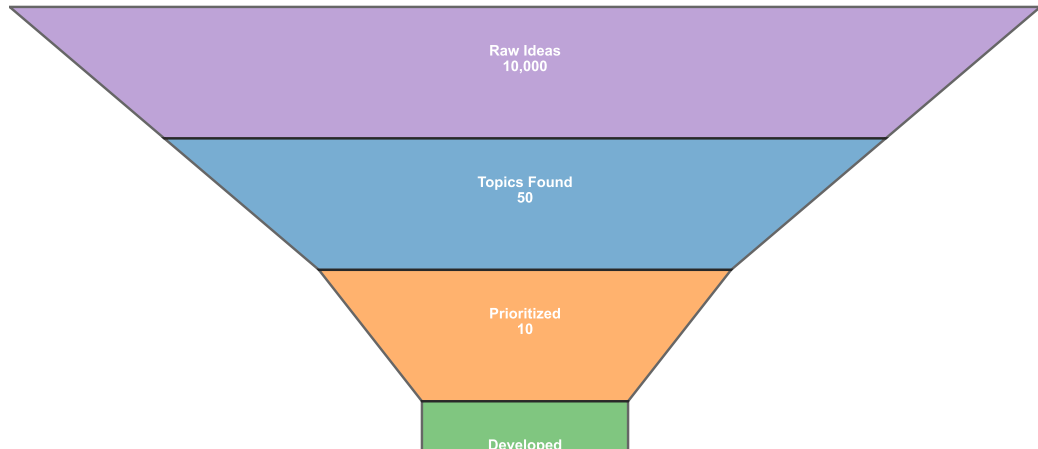 Raw Ideas
10,000
Topics Found
50
Prioritized
10
Developed